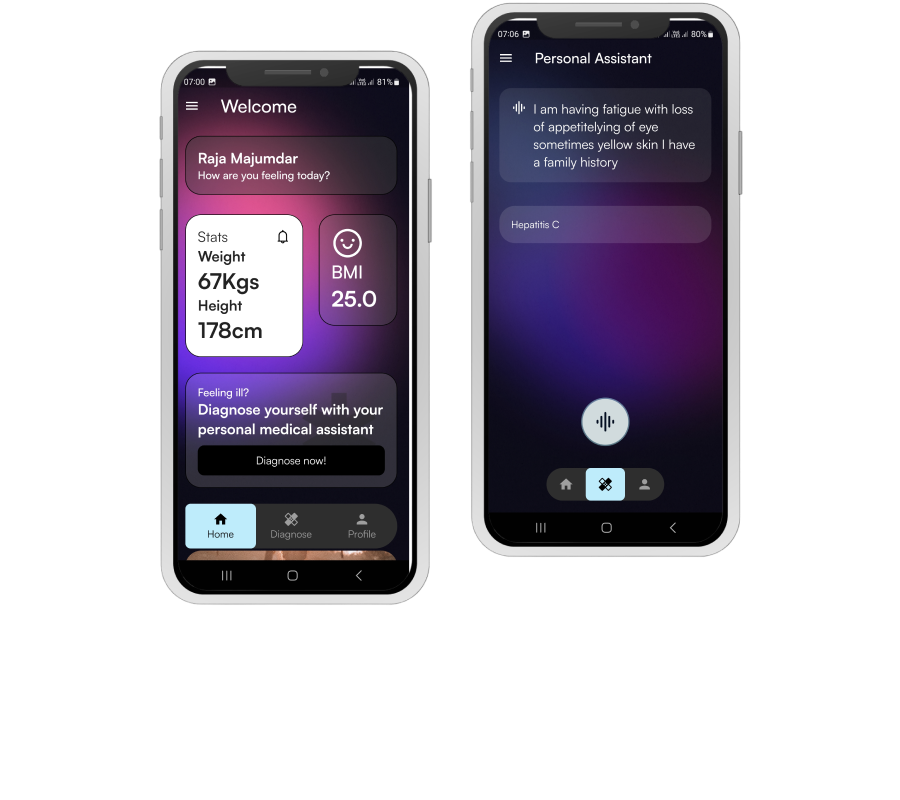 07:00
81%
Welcome
Raja Majumdar
How are you feeling today?
Stats
Weight
67Kgs
Height
178cm
BMI
25.0
Feeling ill?
Diagnose yourself with your
personal medical assistant
Diagnose now!
Home
Diagnose
Profile
07:06
80%
Personal Assistant
I am having fatigue with loss
of appetitelying of eye
sometimes yellow skin I have
a family history
Hepatitis C